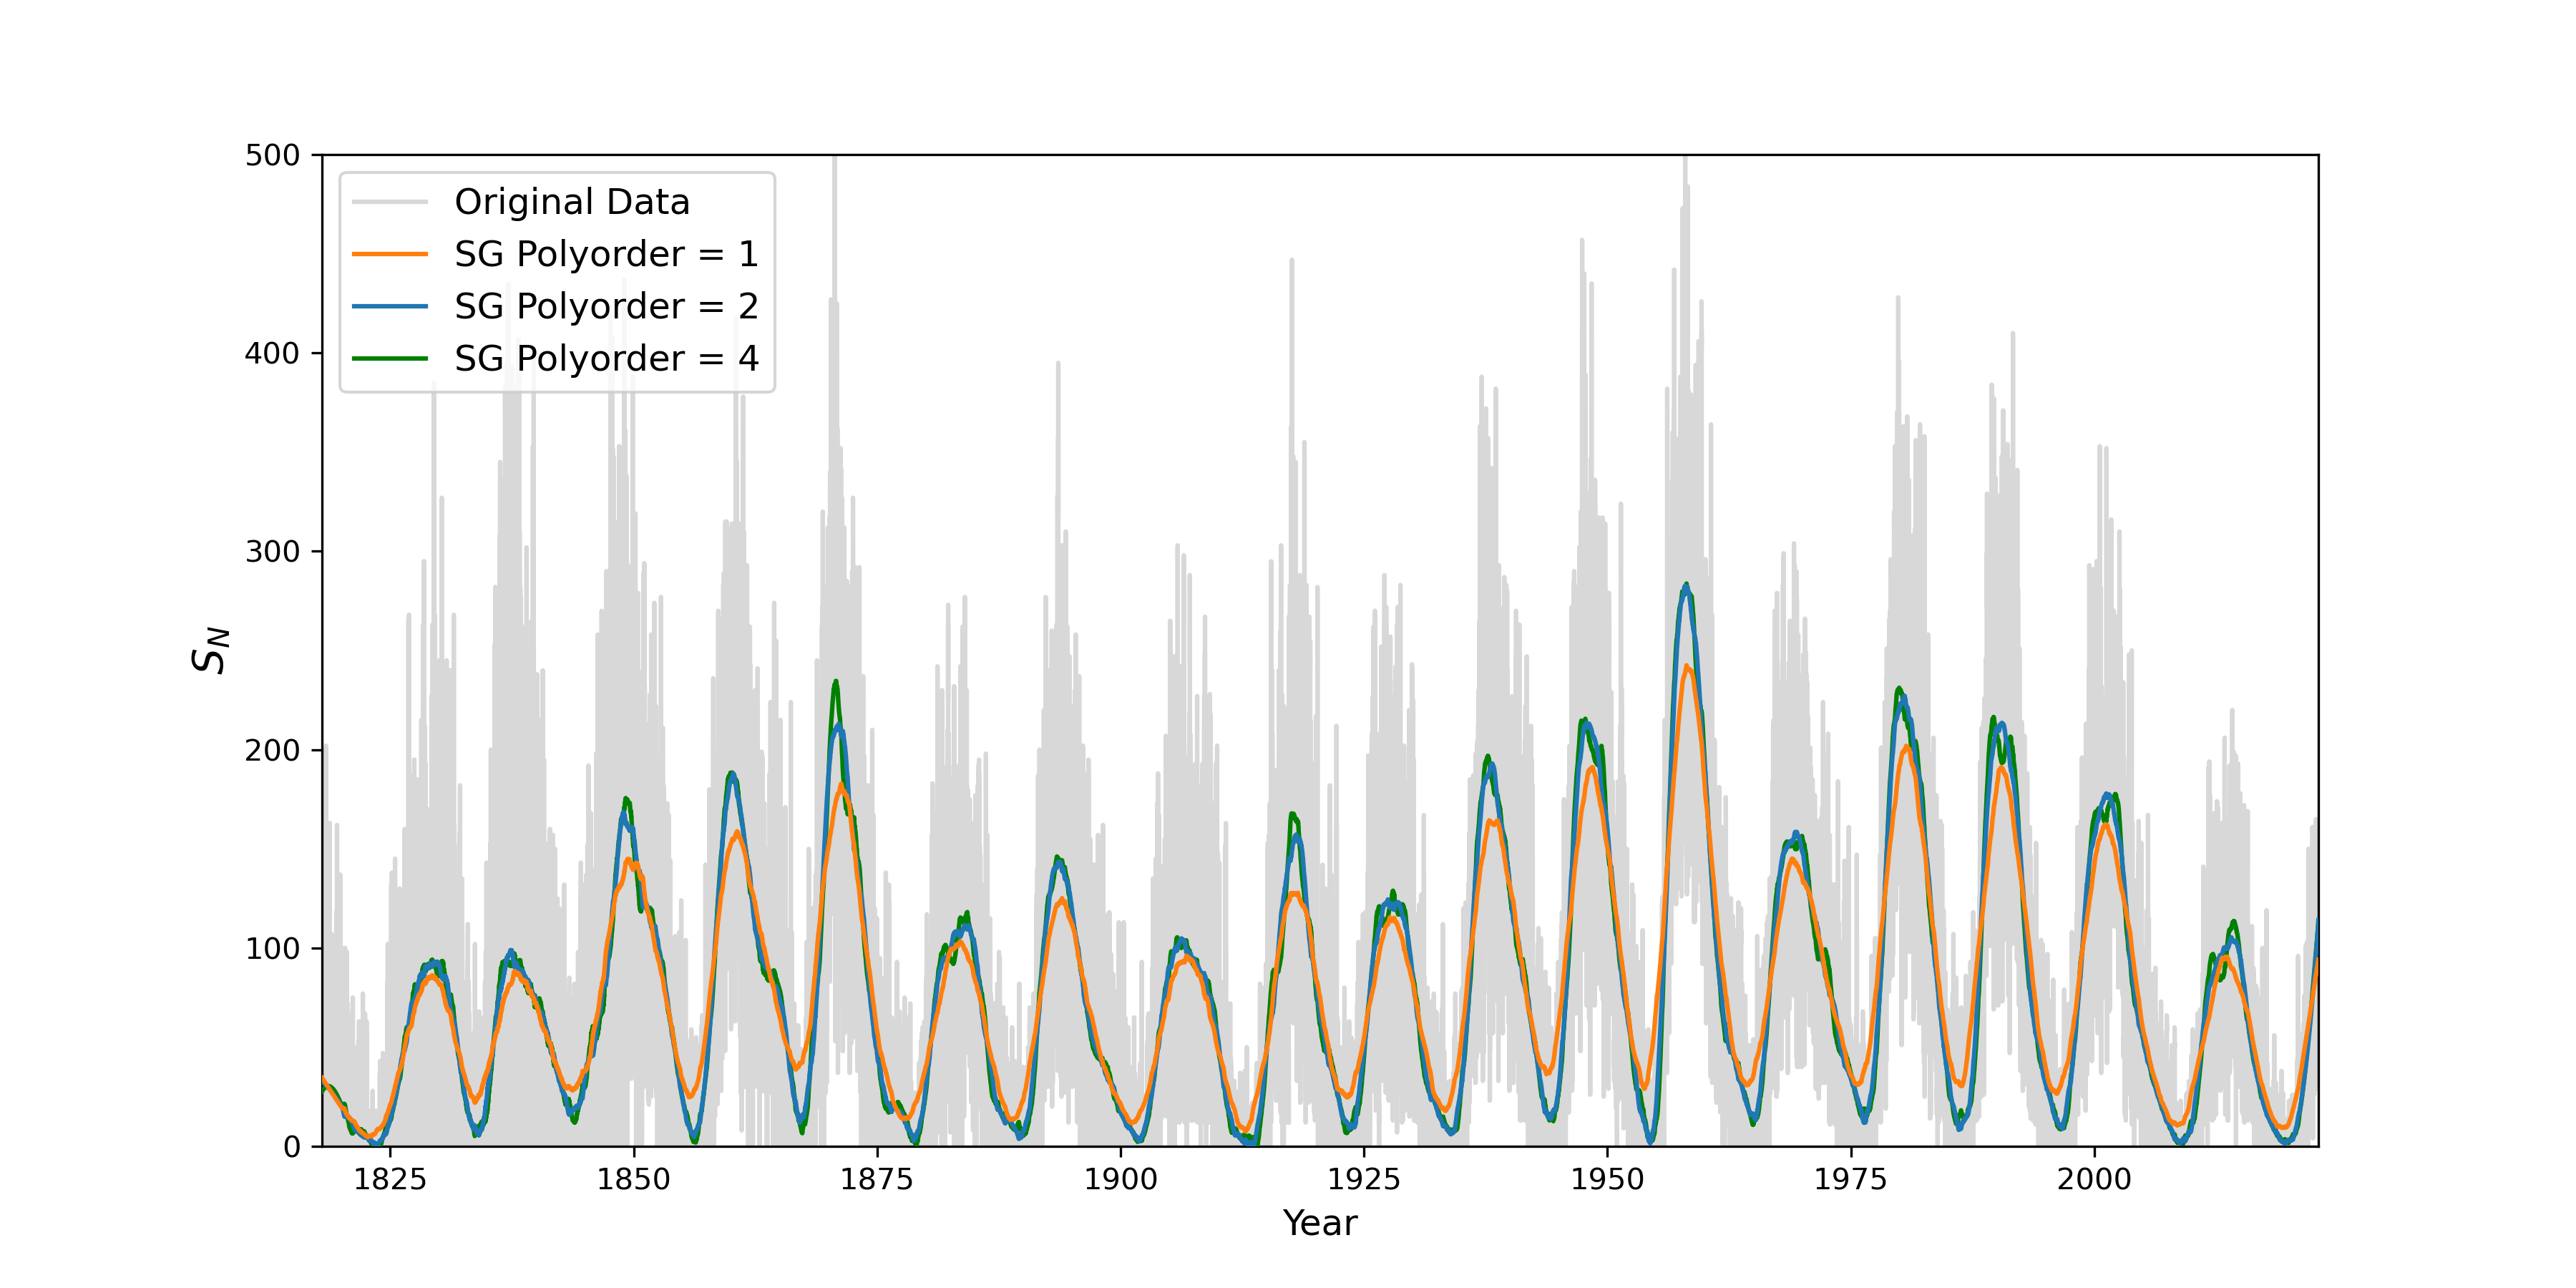 500
400
300
200
100
0
S_N
Original Data
SG Polyorder = 1
SG Polyorder = 2
SG Polyorder = 4
1825 1850 1875 1900 1925 1950 1975 2000
Year